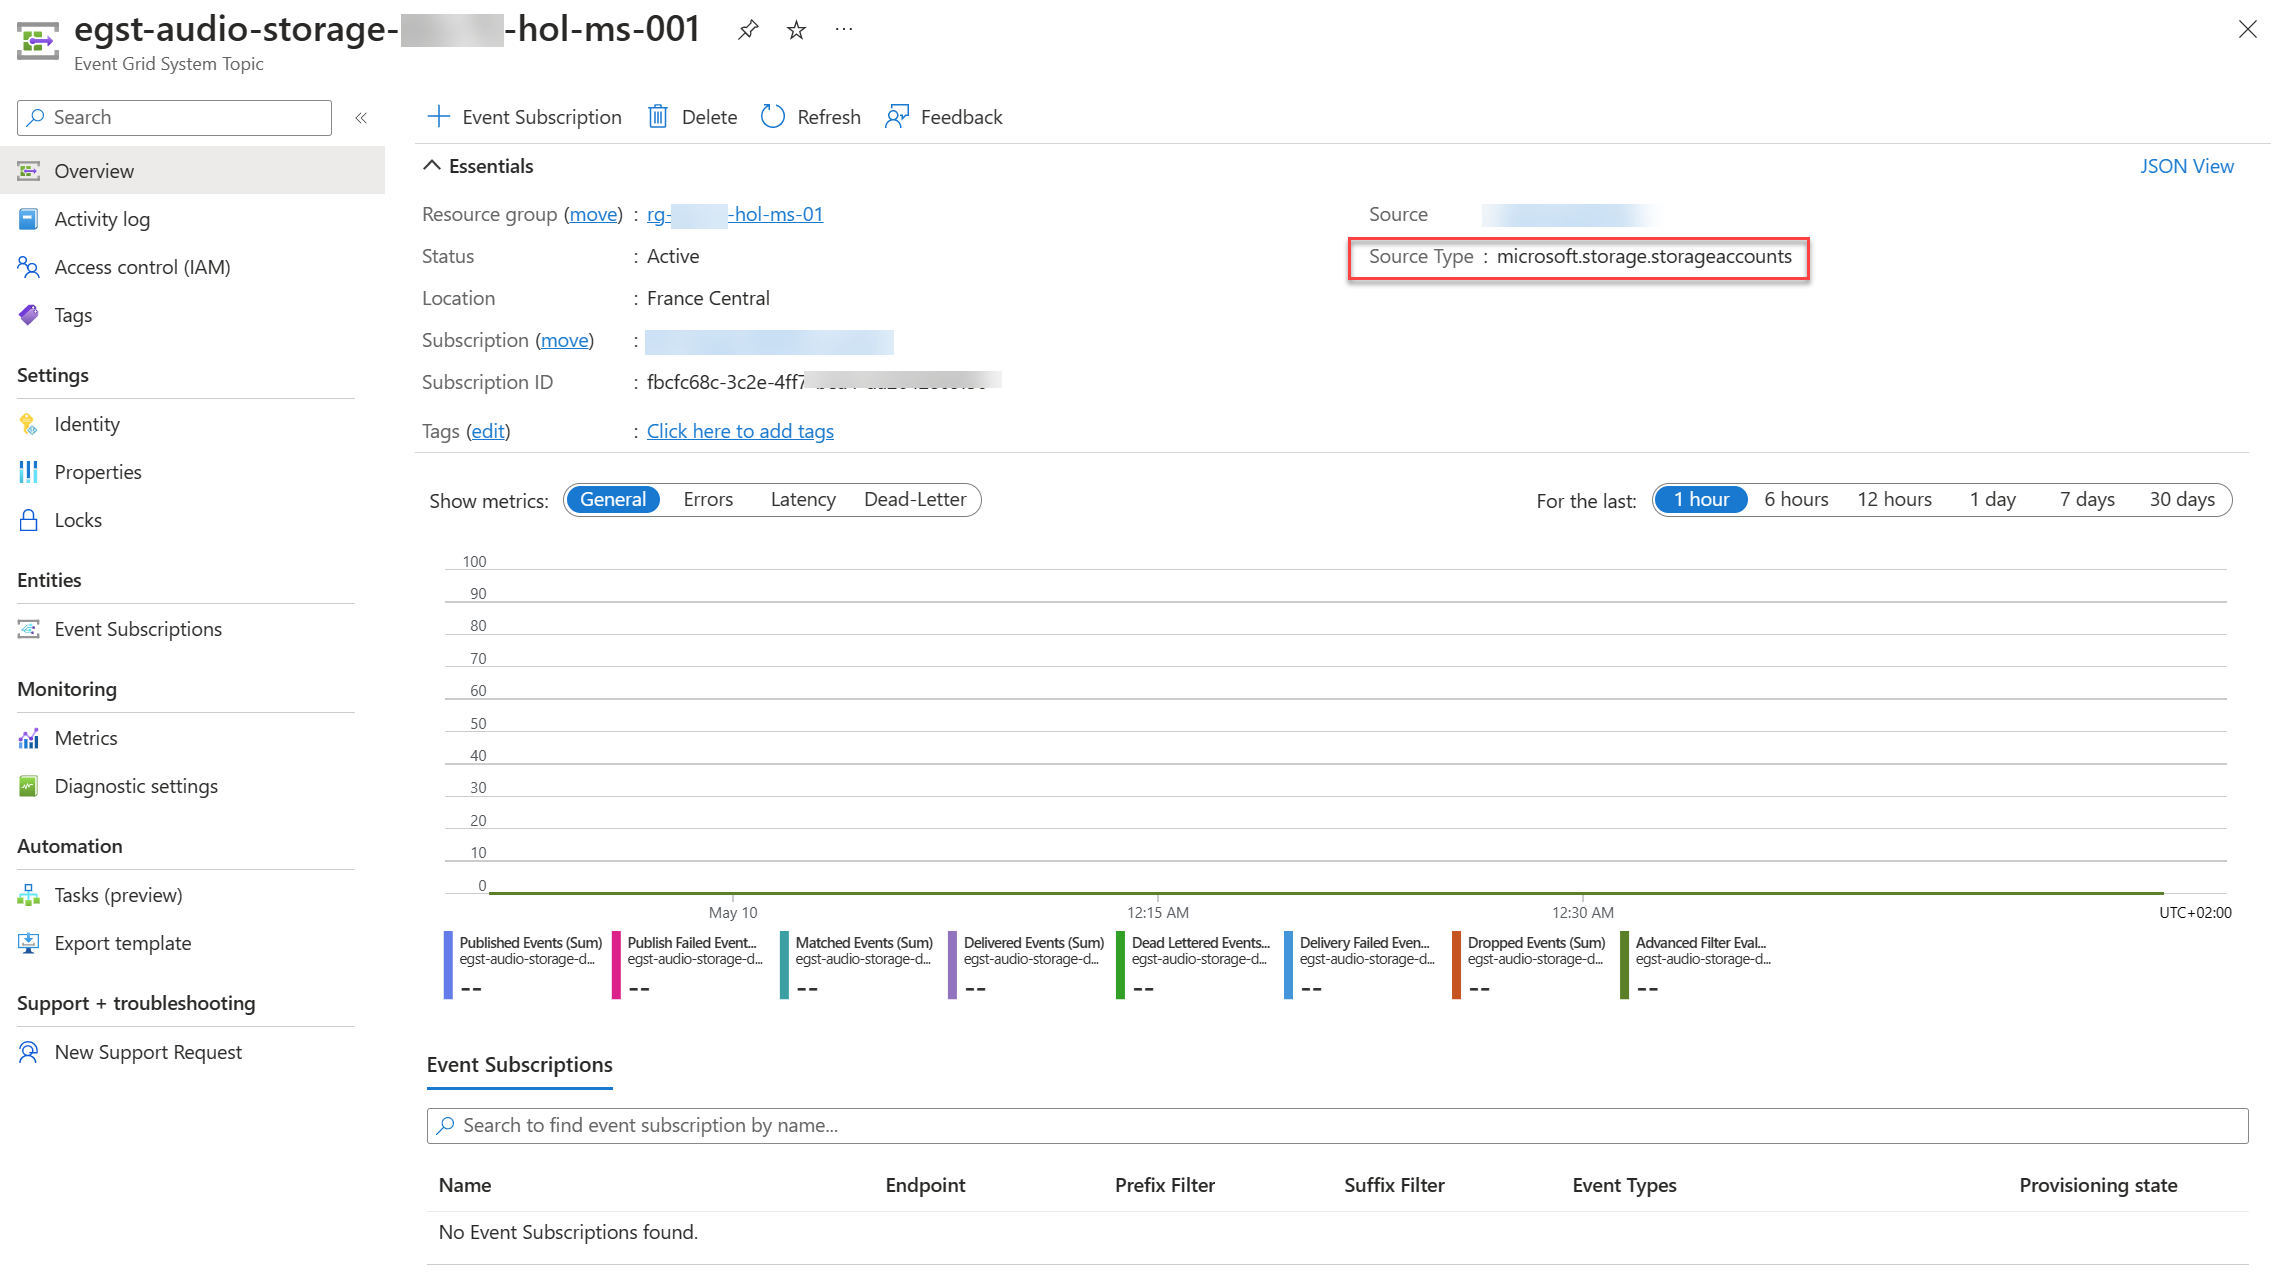 egst-audio-storage- -hol-ms-001
Event Grid System Topic
Search
Event Subscription Delete Refresh Feedback
Overview
Activity log
Access control (IAM)
Tags
Settings
Identity
Properties
Locks
Entities
Event Subscriptions
Monitoring
Metrics
Diagnostic settings
Automation
Tasks (preview)
Export template
Support + troubleshooting
New Support Request
Essentials JSON View
Resource group (move) : rg- -hol-ms-01
Source
Status : Active
Source Type : microsoft.storage.storageaccounts
Location : France Central
Subscription (move) :
Subscription ID : fbcfc68c-3c2e-4ff7
Tags (edit) : Click here to add tags
Show metrics: General Errors Latency Dead-Letter
For the last: 1 hour 6 hours 12 hours 1 day 7 days 30 days
100
90
80
70
60
50
40
30
20
10
0
May 10 12:15 AM 12:30 AM UTC+02:00
Published Events (Sum)
egst-audio-storage-d...
--
Publish Failed Event...
egst-audio-storage-d...
--
Matched Events (Sum)
egst-audio-storage-d...
--
Delivered Events (Sum)
egst-audio-storage-d...
--
Dead Lettered Events...
egst-audio-storage-d...
--
Delivery Failed Even...
egst-audio-storage-d...
--
Dropped Events (Sum)
egst-audio-storage-d...
--
Advanced Filter Eval...
egst-audio-storage-d...
--
Event Subscriptions
Search to find event subscription by name...
Name Endpoint Prefix Filter Suffix Filter Event Types Provisioning state
No Event Subscriptions found.